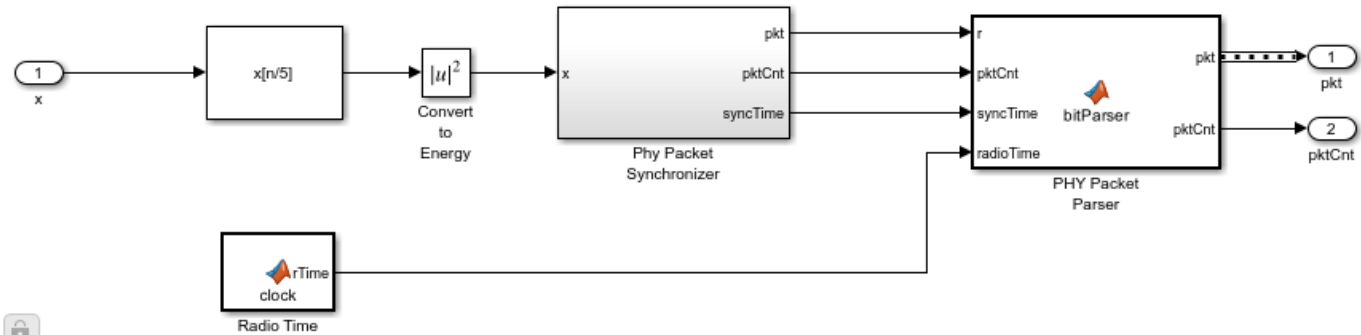 1
x
x[n/5]
|u|²
Convert
to
Energy
x
pkt
pktCnt
syncTime
Phy Packet
Synchronizer
r
pktCnt
syncTime
radioTime
bitParser
pkt
pktCnt
PHY Packet
Parser
1
pkt
2
pktCnt
rTime
clock
Radio Time